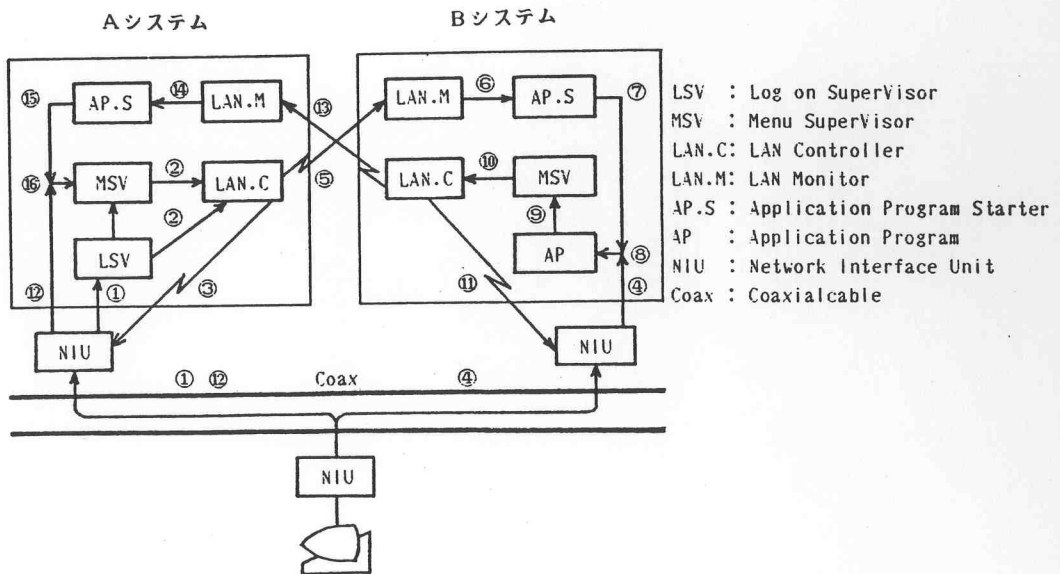 Aシステム
Bシステム
⑮ AP.S ⑭ LAN.M ⑬
⑯ MSV ② LAN.C ⑤
② LSV
⑫ ① ③
NIU
LAN.M ⑥ AP.S ⑦
LAN.C ⑩ MSV
⑨ AP ⑧
⑪ ④
NIU
LSV : Log on SuperVisor
MSV : Menu SuperVisor
LAN.C: LAN Controller
LAN.M: LAN Monitor
AP.S : Application Program Starter
AP : Application Program
NIU : Network Interface Unit
Coax : Coaxialcable
① ⑫ Coax ④
NIU